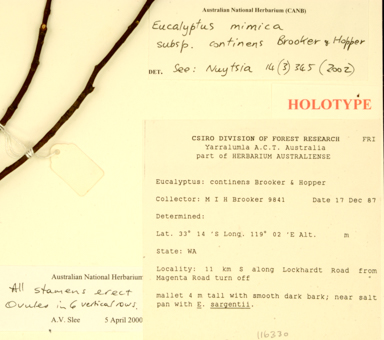 Australian National Herbarium (CANB)
Eucalyptus mimica
subsp. continens Brooker & Hopper
DET. See: Nuytsia 14(3) 345 (2002)
HOLOTYPE
CSIRO DIVISION OF FOREST RESEARCH FRI
Yarralumla A.C.T. Australia
part of HERBARIUM AUSTRALIENSE
Eucalyptus: continens Brooker & Hopper
Collector: M I H Brooker 9841 Date 17 Dec 87
Determined:
Lat. 33° 14 'S Long. 119° 02 'E Alt. m
State: WA
Locality: 11 km S along Lockhardt Road from
Magenta Road turn off
mallet 4 m tall with smooth dark bark; near salt
pan with E. sargentii.
116370
Australian National Herbarium
All stamens erect
Ovules in 6 vertical rows.
A.V. Slee 5 April 2000